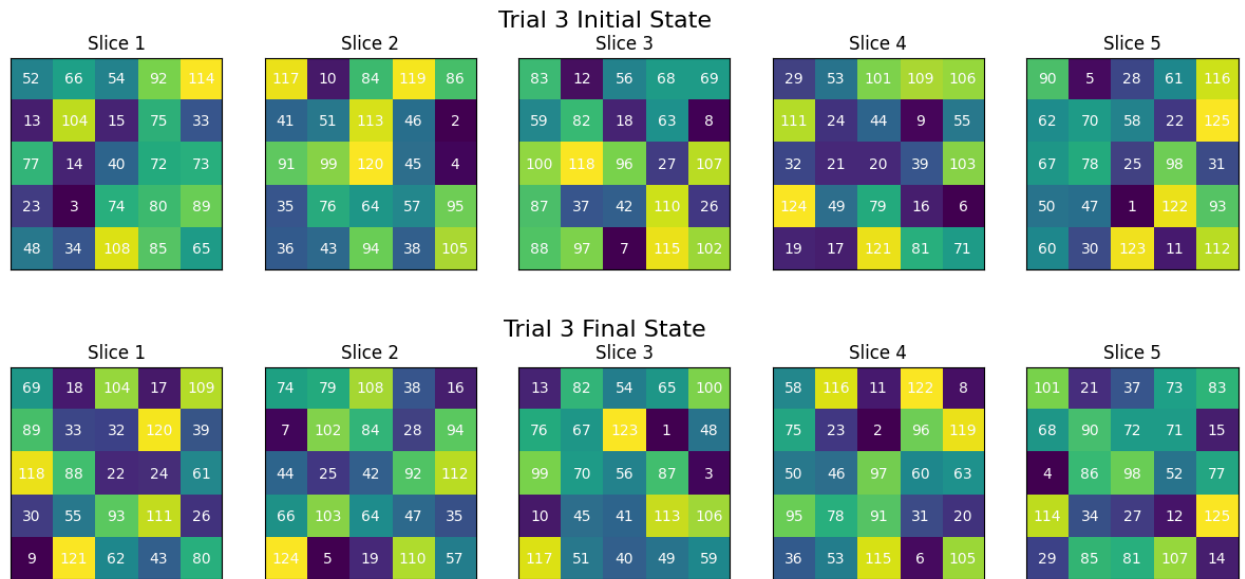 Trial 3 Initial State
Slice 1 Slice 2 Slice 3 Slice 4 Slice 5
52 66 54 92 114 117 10 84 119 86 83 12 56 68 69 29 53 101 109 106 90 5 28 61 116
13 104 15 75 33 41 51 113 46 2 59 82 18 63 8 111 24 44 9 55 62 70 58 22 125
77 14 40 72 73 91 99 120 45 4 100 118 96 27 107 32 21 20 39 103 67 78 25 98 31
23 3 74 80 89 35 76 64 57 95 87 37 42 110 26 124 49 79 16 6 50 47 1 122 93
48 34 108 85 65 36 43 94 38 105 88 97 7 115 102 19 17 121 81 71 60 30 123 11 112
Trial 3 Final State
Slice 1 Slice 2 Slice 3 Slice 4 Slice 5
69 18 104 17 109 74 79 108 38 16 13 82 54 65 100 58 116 11 122 8 101 21 37 73 83
89 33 32 120 39 7 102 84 28 94 76 67 123 1 48 75 23 2 96 119 68 90 72 71 15
118 88 22 24 61 44 25 42 92 112 99 70 56 87 3 50 46 97 60 63 4 86 98 52 77
30 55 93 111 26 66 103 64 47 35 10 45 41 113 106 95 78 91 31 20 114 34 27 12 125
9 121 62 43 80 124 5 19 110 57 117 51 40 49 59 36 53 115 6 105 29 85 81 107 14